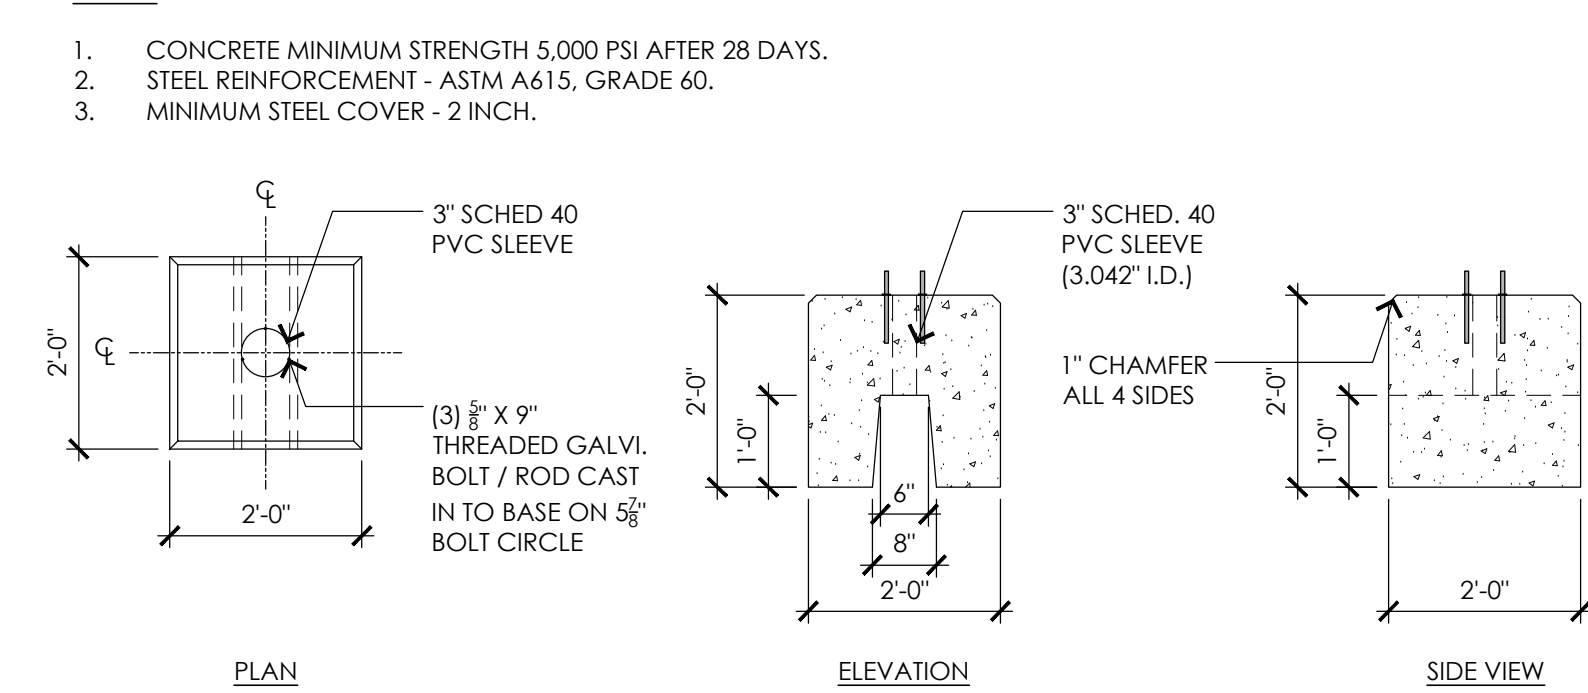 1. CONCRETE MINIMUM STRENGTH 5,000 PSI AFTER 28 DAYS.
2. STEEL REINFORCEMENT - ASTM A615, GRADE 60.
3. MINIMUM STEEL COVER - 2 INCH.
℄
3" SCHED 40
PVC SLEEVE
2'-0"
℄
(3) 5/8" X 9"
THREADED GALVI.
BOLT / ROD CAST
IN TO BASE ON 5 7/8"
BOLT CIRCLE
2'-0"
PLAN
3" SCHED. 40
PVC SLEEVE
(3.042" I.D.)
2'-0"
1'-0"
6"
8"
2'-0"
ELEVATION
1" CHAMFER
ALL 4 SIDES
2'-0"
1'-0"
2'-0"
SIDE VIEW